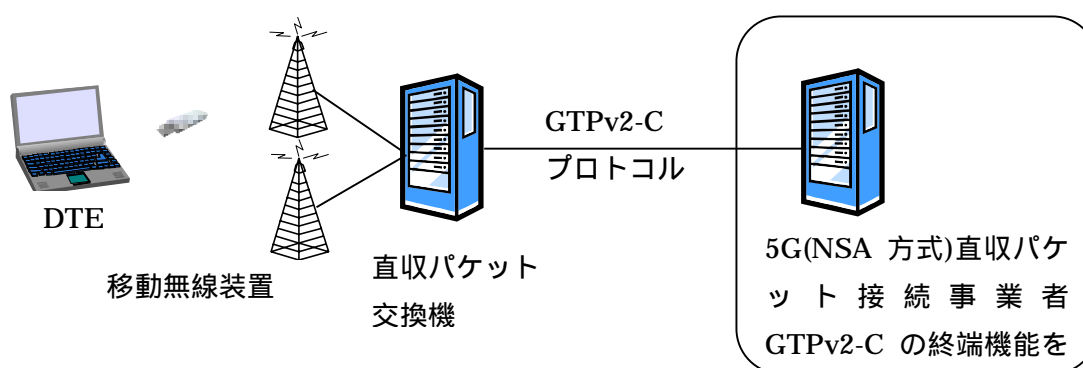 GTPv2-C
プロトコル
DTE
移動無線装置
直収パケット
交換機
5G(NSA 方式)直収パケ
ット接続事業者
GTPv2-C の終端機能を